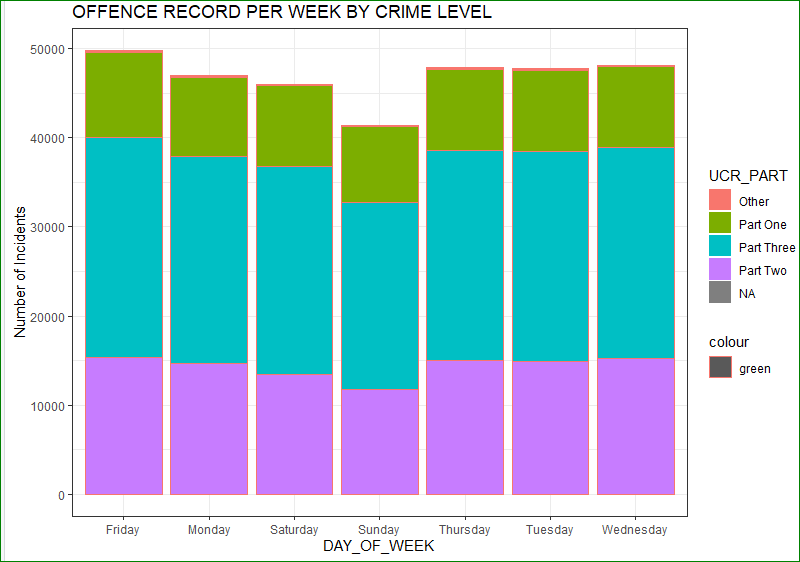 OFFENCE RECORD PER WEEK BY CRIME LEVEL
50000
40000
30000
20000
10000
0
Number of Incidents
Friday
Monday
Saturday
Sunday
Thursday
Tuesday
Wednesday
DAY_OF_WEEK
UCR_PART
Other
Part One
Part Three
Part Two
NA
colour
green